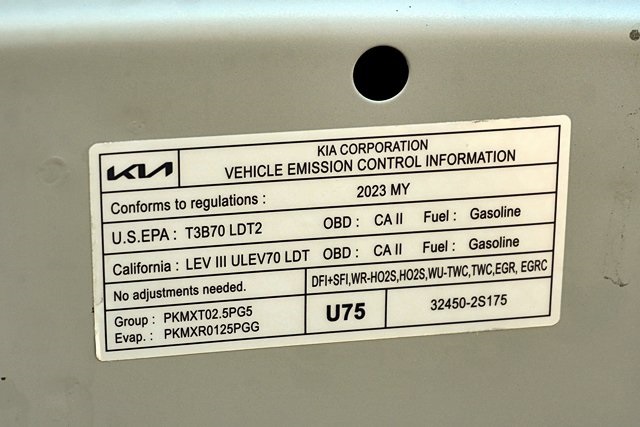 KIA
KIA CORPORATION
VEHICLE EMISSION CONTROL INFORMATION
Conforms to regulations : 2023 MY
U.S.EPA : T3B70 LDT2 OBD : CA II Fuel : Gasoline
California : LEV III ULEV70 LDT OBD : CA II Fuel : Gasoline
No adjustments needed. DFI+SFI,WR-HO2S,HO2S,WU-TWC,TWC,EGR, EGRC
Group : PKMXT02.5PG5
Evap. : PKMXR0125PGG
U75 32450-2S175